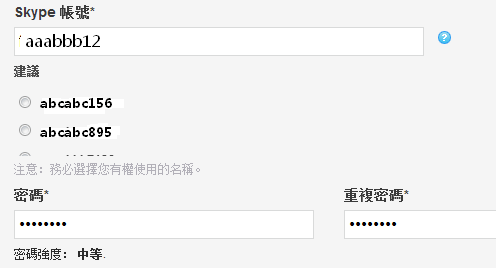 Skype 帳號*
aaabbb12
建議
abcabc156
abcabc895
注意：務必選擇您有權使用的名稱。
密碼* 重複密碼*
•••••••• ••••••••
密碼強度：中等.